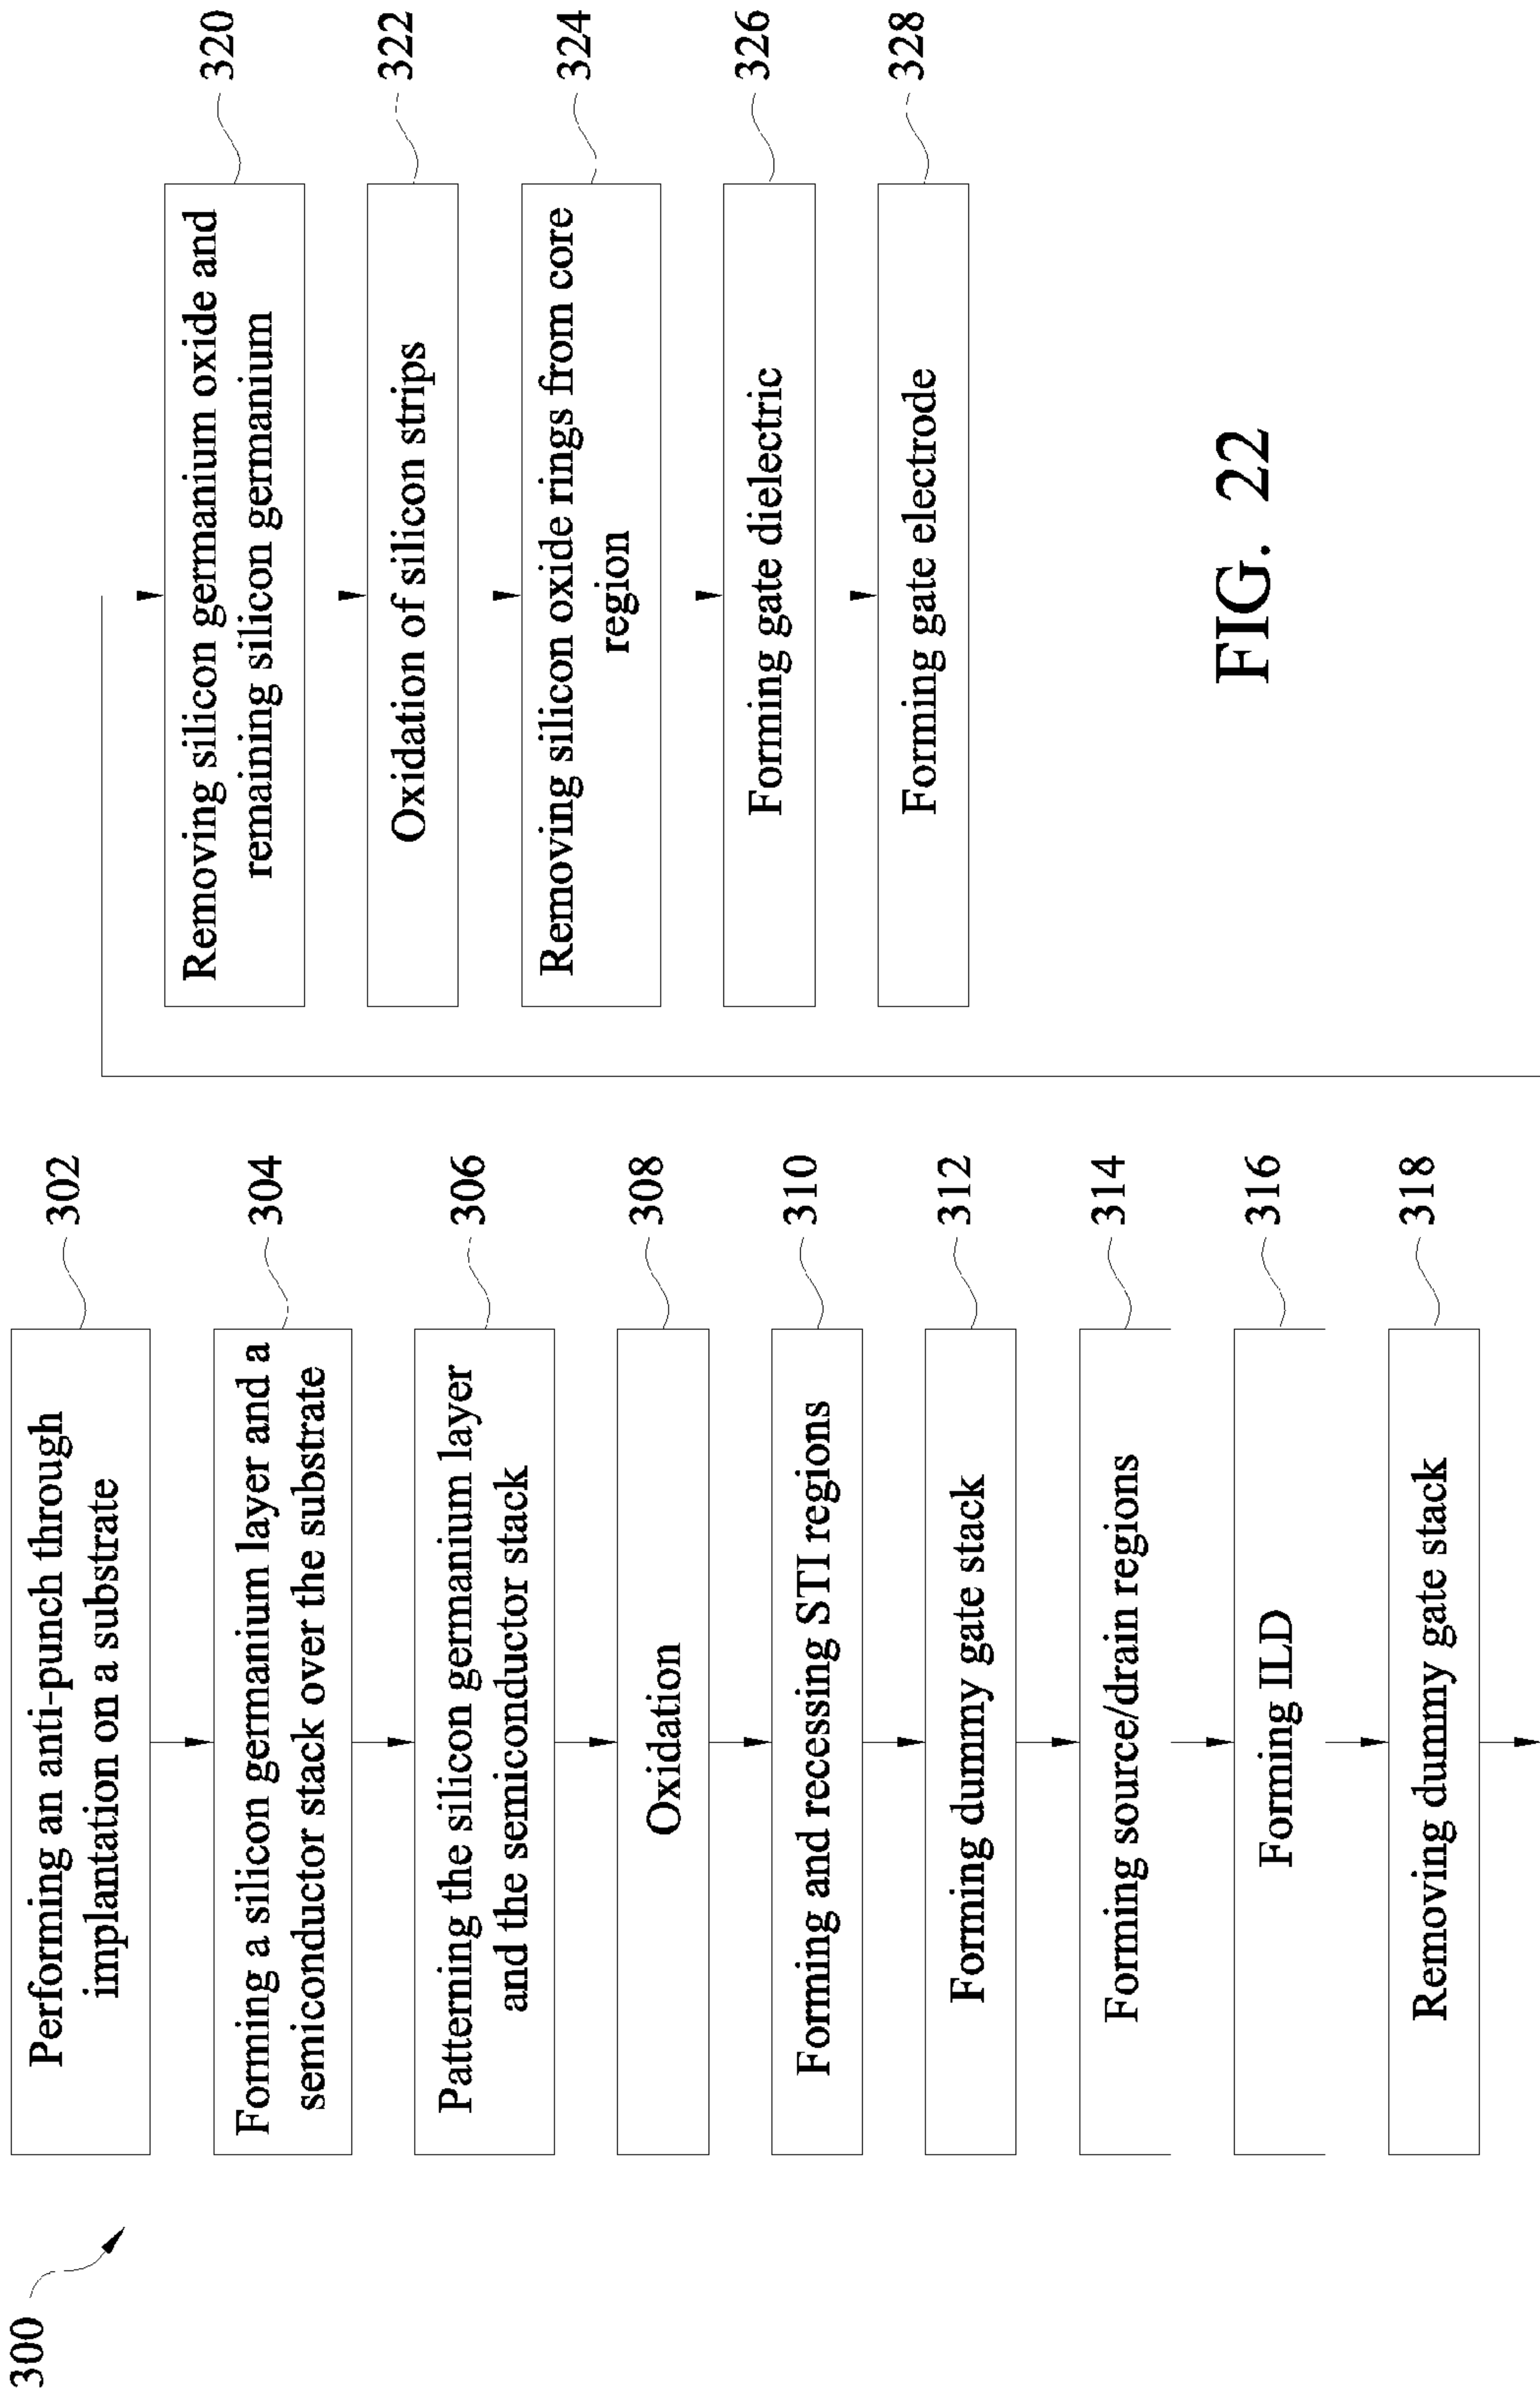 300
Performing an anti-punch through
implantation on a substrate
302
Forming a silicon germanium layer and a
semiconductor stack over the substrate
304
Patterning the silicon germanium layer
and the semiconductor stack
306
Oxidation
308
Forming and recessing STI regions
310
Forming dummy gate stack
312
Forming source/drain regions
314
Forming ILD
316
Removing dummy gate stack
318
Removing silicon germanium oxide and
remaining silicon germanium
320
Oxidation of silicon strips
322
Removing silicon oxide rings from core
region
324
Forming gate dielectric
326
Forming gate electrode
328
FIG. 22